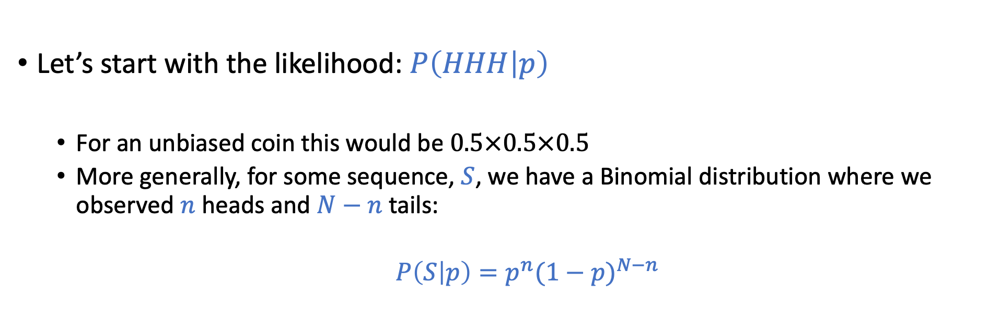 • Let’s start with the likelihood: P(HHH|p)
• For an unbiased coin this would be 0.5×0.5×0.5
• More generally, for some sequence, S, we have a Binomial distribution where we
observed n heads and N − n tails:
P(S|p) = pⁿ(1 − p)ᴺ⁻ⁿ